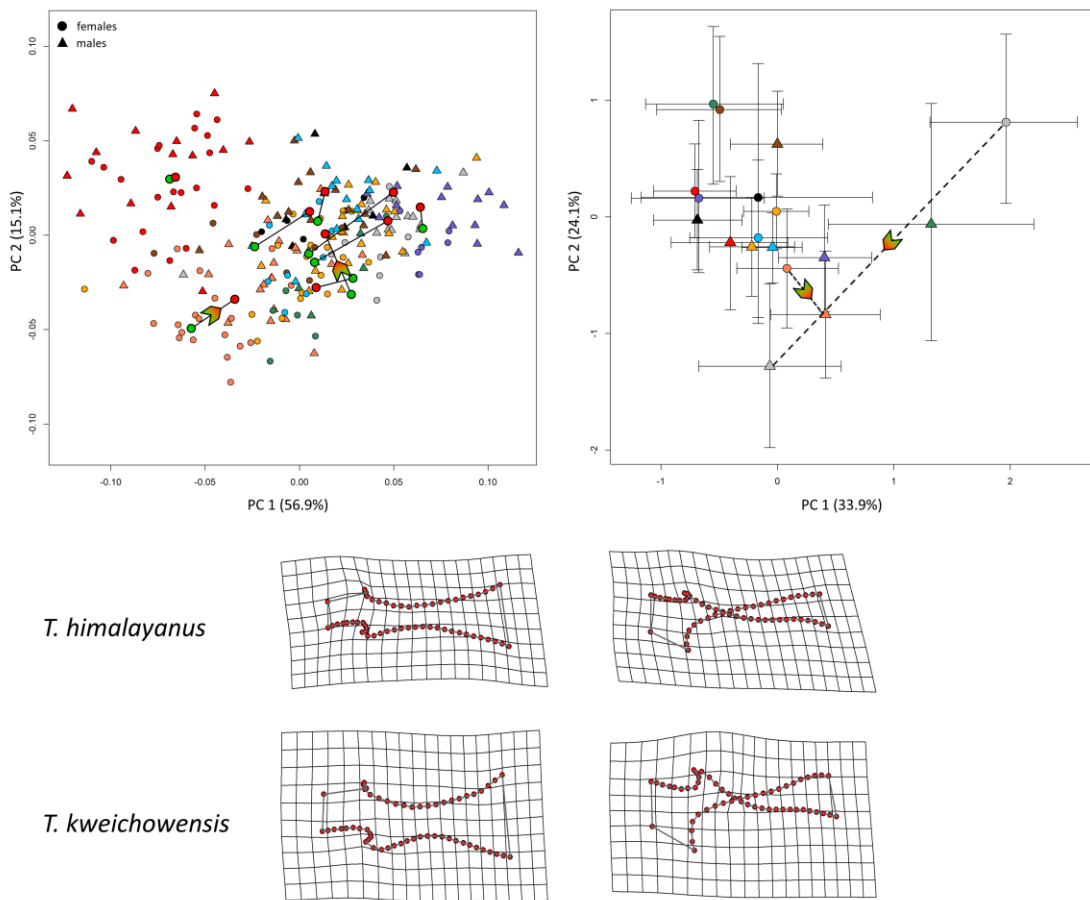 females
males
0.10
0.05
0.00
-0.05
-0.10
PC 2 (15.1%)
-0.10
-0.05
0.00
0.05
0.10
PC 1 (56.9%)
1
0
-1
-2
PC 2 (24.1%)
-1
0
1
2
PC 1 (33.9%)
T. himalayanus
T. kweichowensis